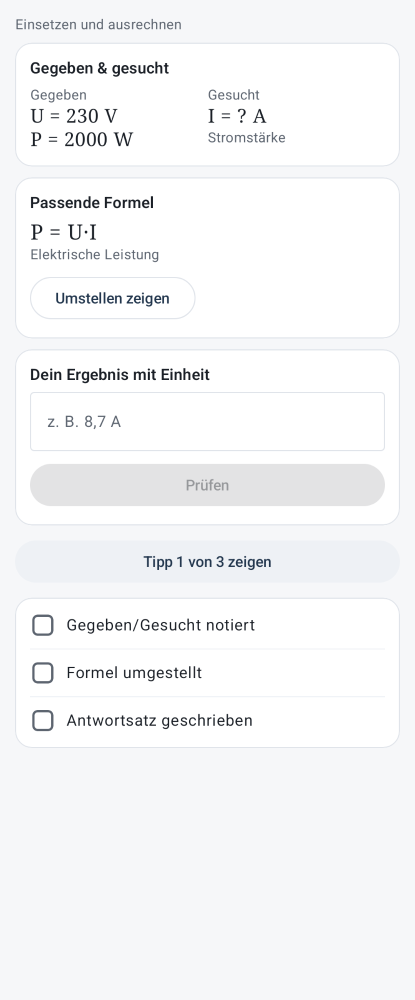 Einsetzen und ausrechnen
Gegeben & gesucht
Gegeben
U = 230 V
P = 2000 W
Gesucht
I = ? A
Stromstärke
Passende Formel
P = U·I
Elektrische Leistung
Umstellen zeigen
Dein Ergebnis mit Einheit
z. B. 8,7 A
Prüfen
Tipp 1 von 3 zeigen
Gegeben/Gesucht notiert
Formel umgestellt
Antwortsatz geschrieben